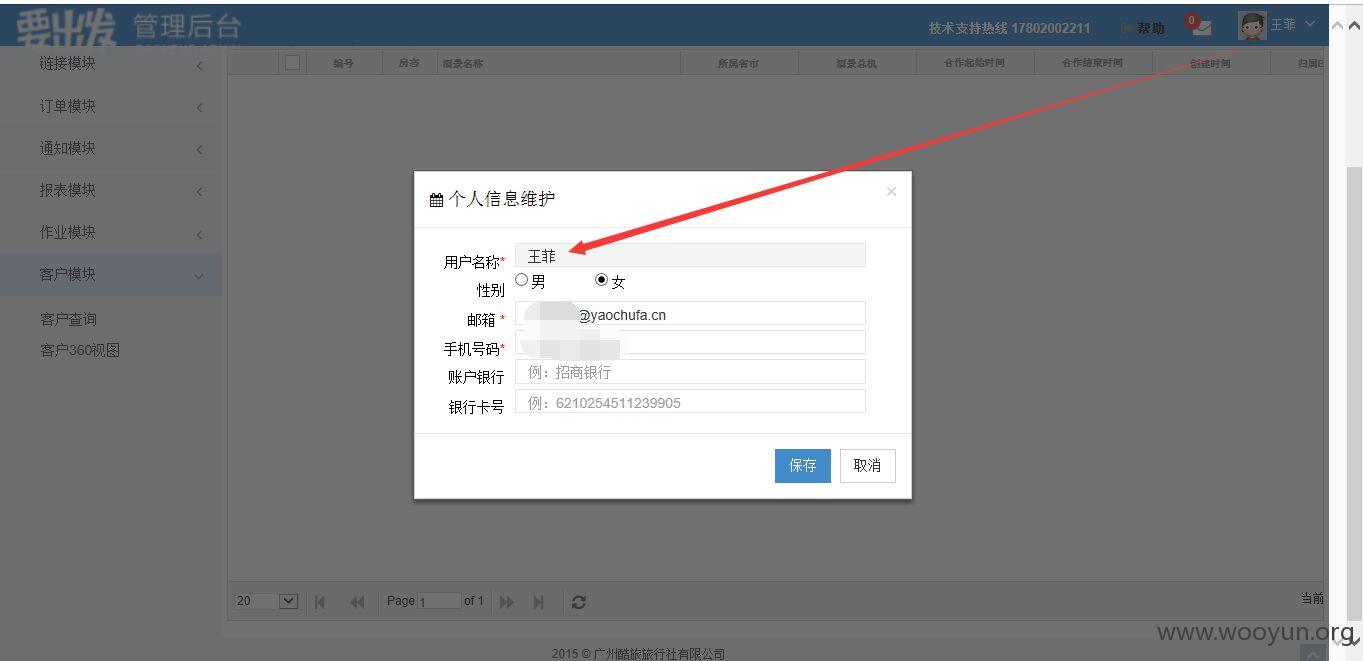 要出发 管理后台
技术支持热线 17802002211 帮助 0 王菲
链接模块
订单模块
通知模块
报表模块
作业模块
客户模块
客户查询
客户360视图
编号 房态 酒景名称 所属省市 酒景总机 合作起始时间 合作结束时间 创建时间
个人信息维护 ×
用户名称* 王菲
性别 男 女
邮箱 * @yaochufa.cn
手机号码*
账户银行 例：招商银行
银行卡号 例：6210254511239905
保存 取消
20 Page 1 of 1 当前
2015 © 广州酷旅旅行社有限公司
www.wooyun.org